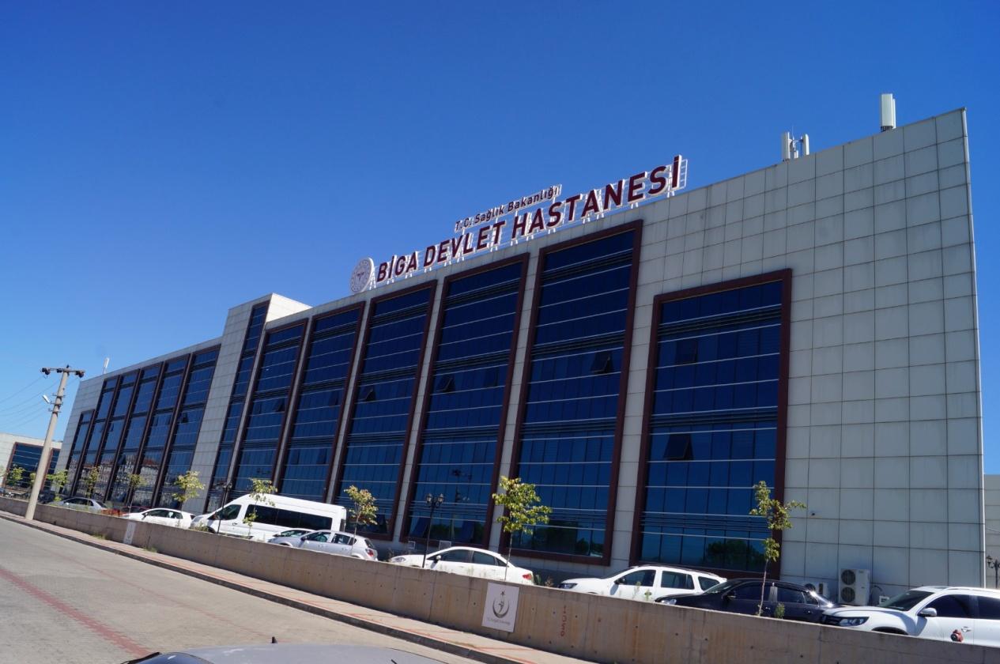 T.C. Sağlık Bakanlığı
BİGA DEVLET HASTANESİ